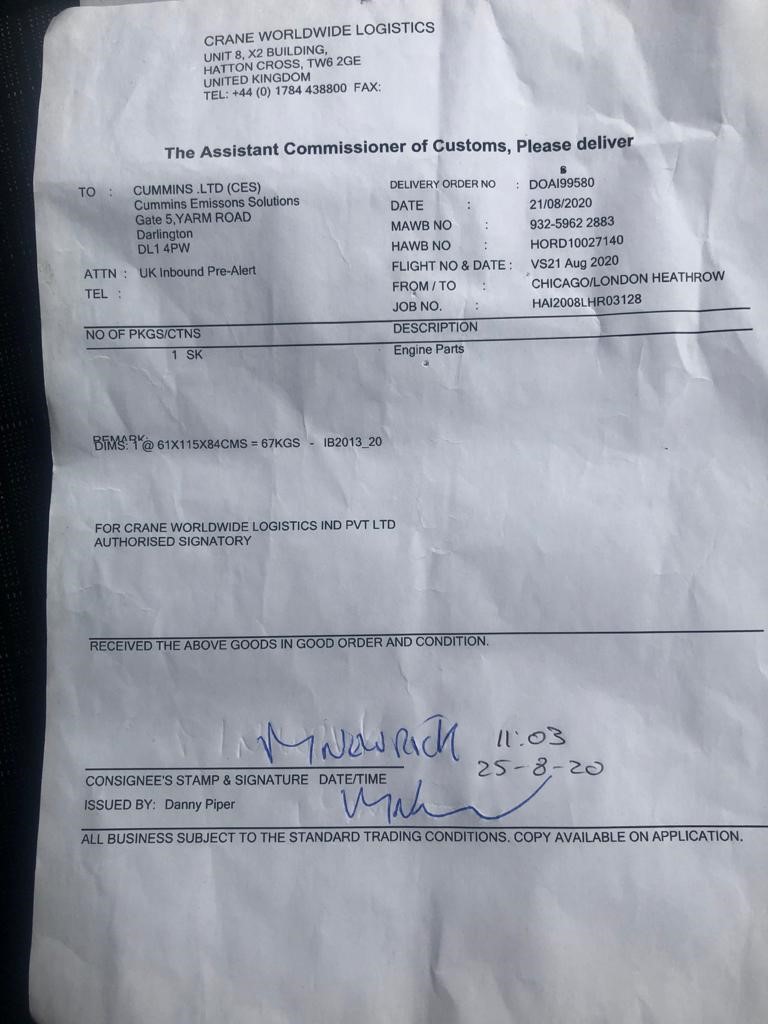 CRANE WORLDWIDE LOGISTICS
UNIT 8, X2 BUILDING,
HATTON CROSS, TW6 2GE
UNITED KINGDOM
TEL: +44 (0) 1784 438800 FAX:
The Assistant Commissioner of Customs, Please deliver
TO : CUMMINS .LTD (CES)
Cummins Emissons Solutions
Gate 5,YARM ROAD
Darlington
DL1 4PW
ATTN : UK Inbound Pre-Alert
TEL :
s
DELIVERY ORDER NO : DOAI99580
DATE : 21/08/2020
MAWB NO : 932-5962 2883
HAWB NO : HORD10027140
FLIGHT NO & DATE : VS21 Aug 2020
FROM / TO : CHICAGO/LONDON HEATHROW
JOB NO. : HAI2008LHR03128
NO OF PKGS/CTNS DESCRIPTION
1 SK Engine Parts
a
REMARK:
DIMS: 1 @ 61X115X84CMS = 67KGS - IB2013_20
FOR CRANE WORLDWIDE LOGISTICS IND PVT LTD
AUTHORISED SIGNATORY
RECEIVED THE ABOVE GOODS IN GOOD ORDER AND CONDITION.
11:03
25-8-20
CONSIGNEE'S STAMP & SIGNATURE DATE/TIME
ISSUED BY: Danny Piper
ALL BUSINESS SUBJECT TO THE STANDARD TRADING CONDITIONS. COPY AVAILABLE ON APPLICATION.